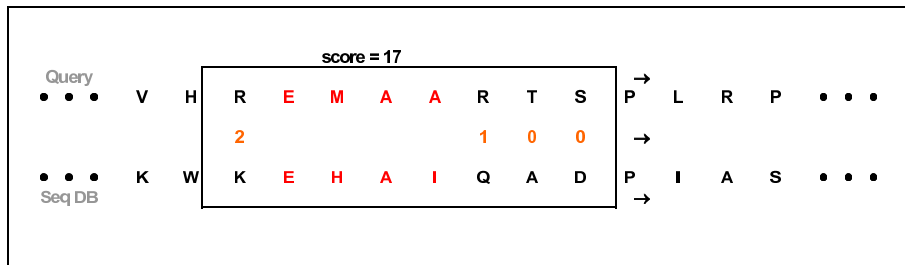 score = 17
Query
• • • V H R E M A A R T S P L R P • • •
2 1 0 0
• • • K W K E H A I Q A D P I A S • • •
Seq DB